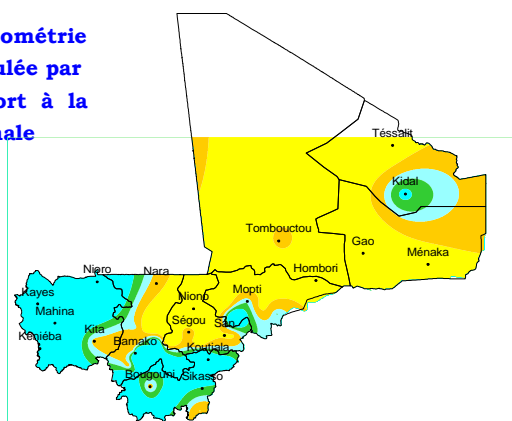 ométrie
ulée par
ort à la
nale
Téssalit
Kidal
Tombouctou
Gao
Ménaka
Hombori
Nioro
Nara
Mopti
Kayes
Niono
Mahina
Ségou
San
Kita
Kéniéba
Bamako
Koutiala
Bougouni
Sikasso